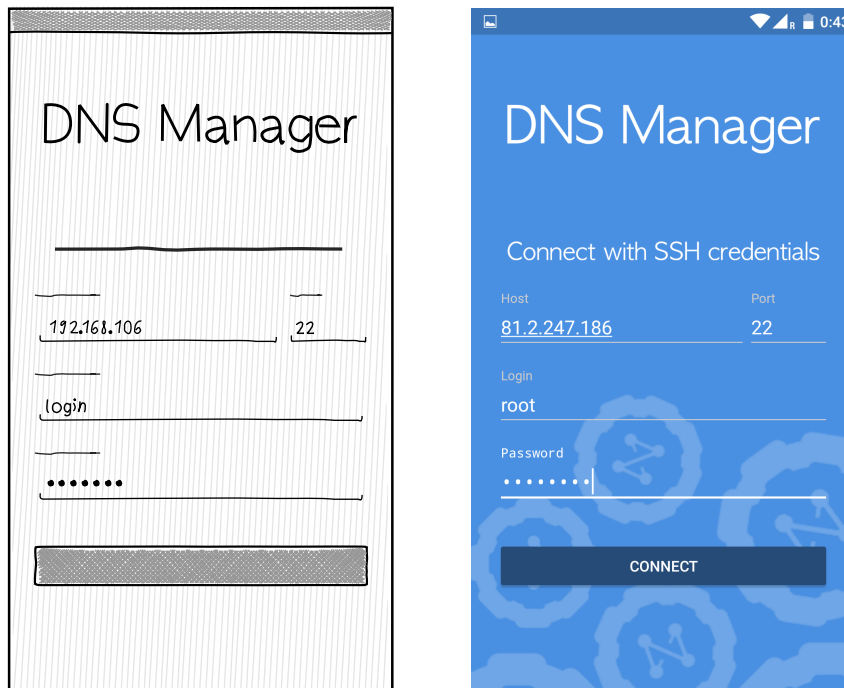 DNS Manager
192.168.106
22
login
•••••••
R
0:43
DNS Manager
Connect with SSH credentials
Host
Port
81.2.247.186
22
Login
root
Password
••••••••
CONNECT